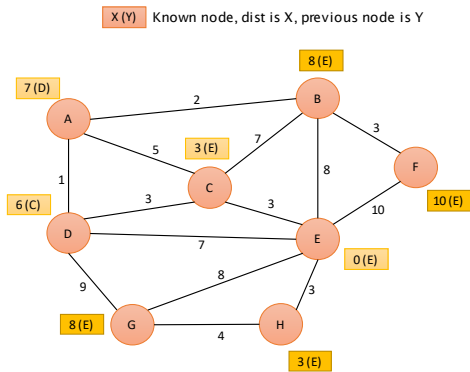 X (Y) Known node, dist is X, previous node is Y
8 (E)
7 (D)
B
2
A
3
7
3 (E)
5
F
8
C
1
3
3
10
10 (E)
6 (C)
D
E
7
0 (E)
8
9
3
8 (E)
G
H
4
3 (E)